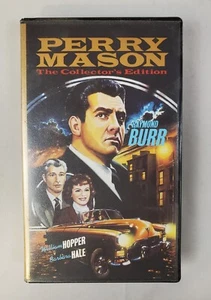 PERRY
MASON
The Collector's Edition
RAYMOND
BURR
William HOPPER
Barbara HALE